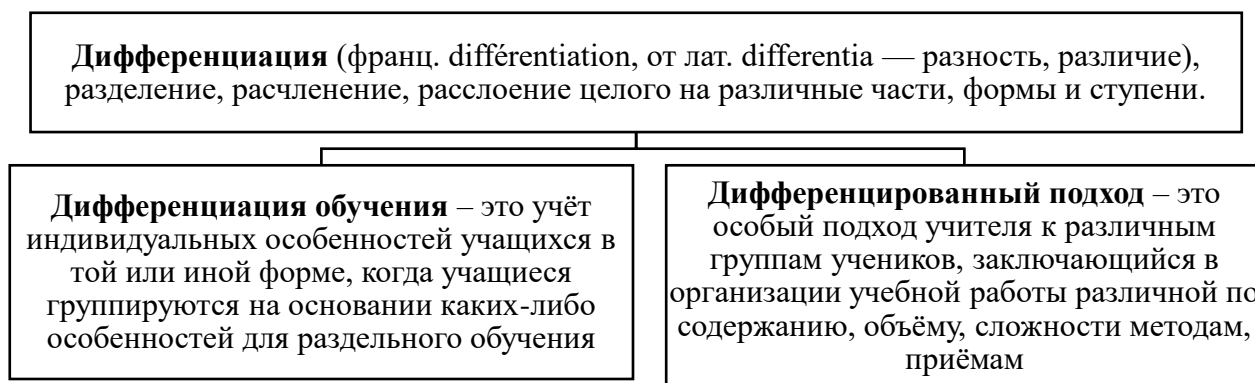 Дифференциация (франц. différentiation, от лат. differentia — разность, различие),
разделение, расчленение, расслоение целого на различные части, формы и ступени.
Дифференциация обучения – это учёт
индивидуальных особенностей учащихся в
той или иной форме, когда учащиеся
группируются на основании каких-либо
особенностей для раздельного обучения
Дифференцированный подход – это
особый подход учителя к различным
группам учеников, заключающийся в
организации учебной работы различной по
содержанию, объёму, сложности методам,
приёмам